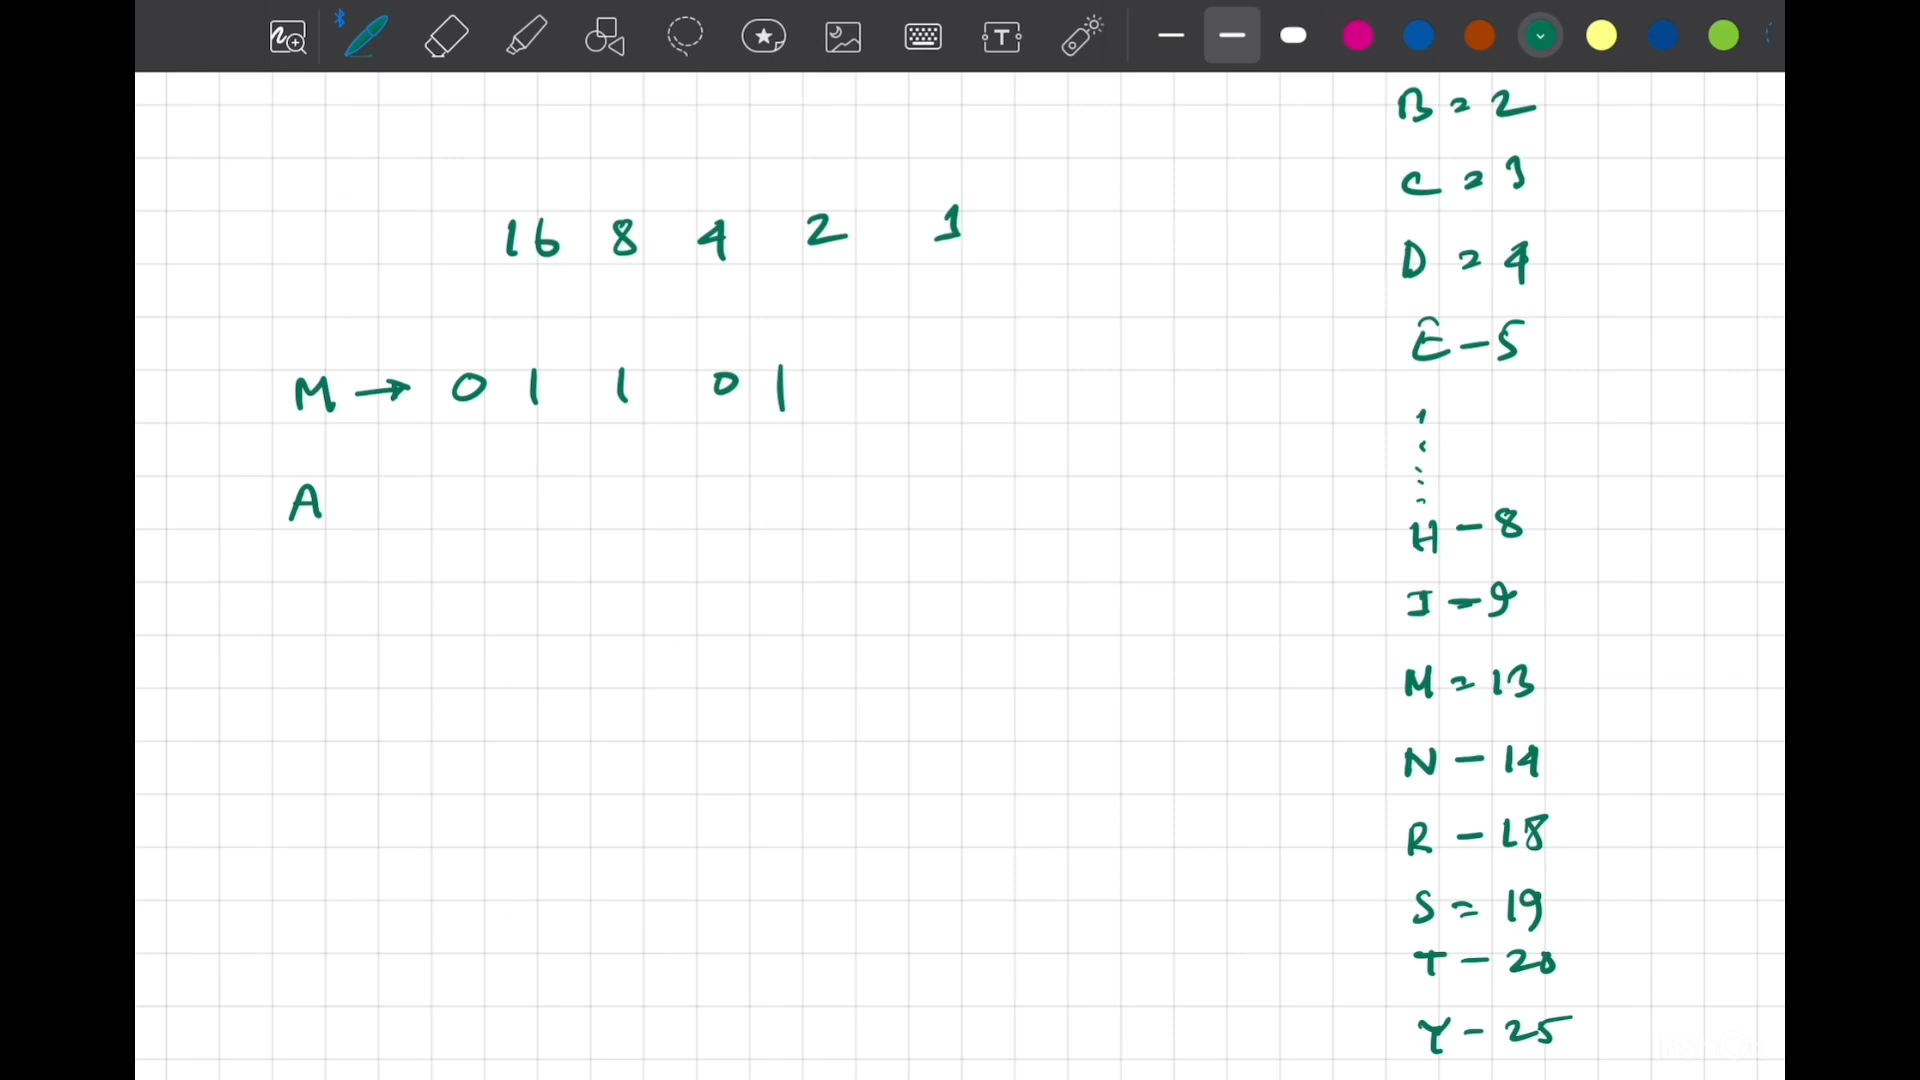 16 8 4 2 1
M → 0 1 1 0 1
A
B = 2
C = 3
D = 4
E - 5
H - 8
I - 9
M = 13
N - 14
R - 18
S = 19
T - 20
Y - 25